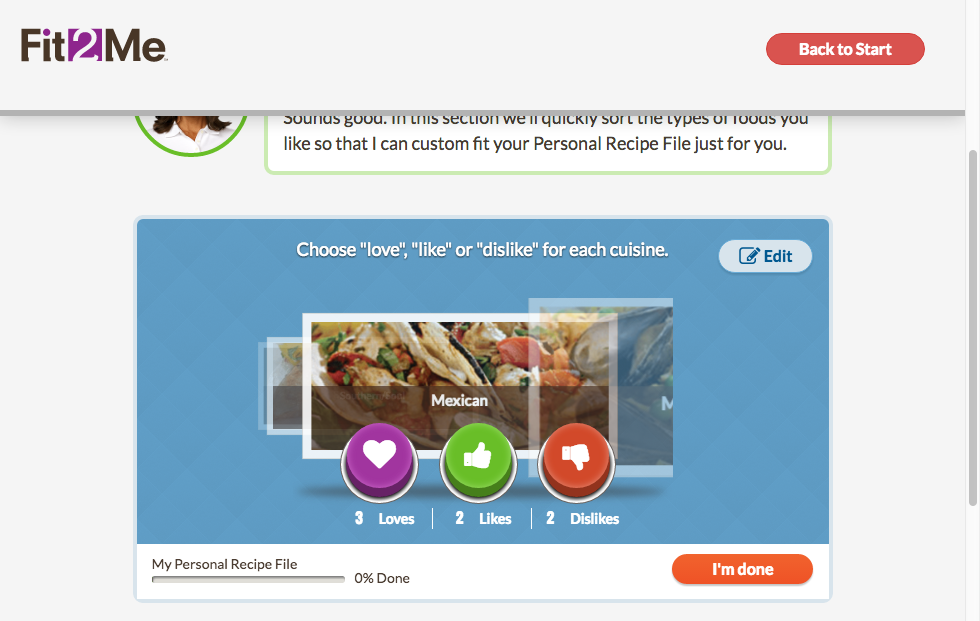 Fit2Me
Back to Start
Sounds good. In this section we'll quickly sort the types of foods you
like so that I can custom fit your Personal Recipe File just for you.
Choose "love", "like" or "dislike" for each cuisine.
Edit
Mexican
M
3 Loves
2 Likes
2 Dislikes
My Personal Recipe File
0% Done
I'm done